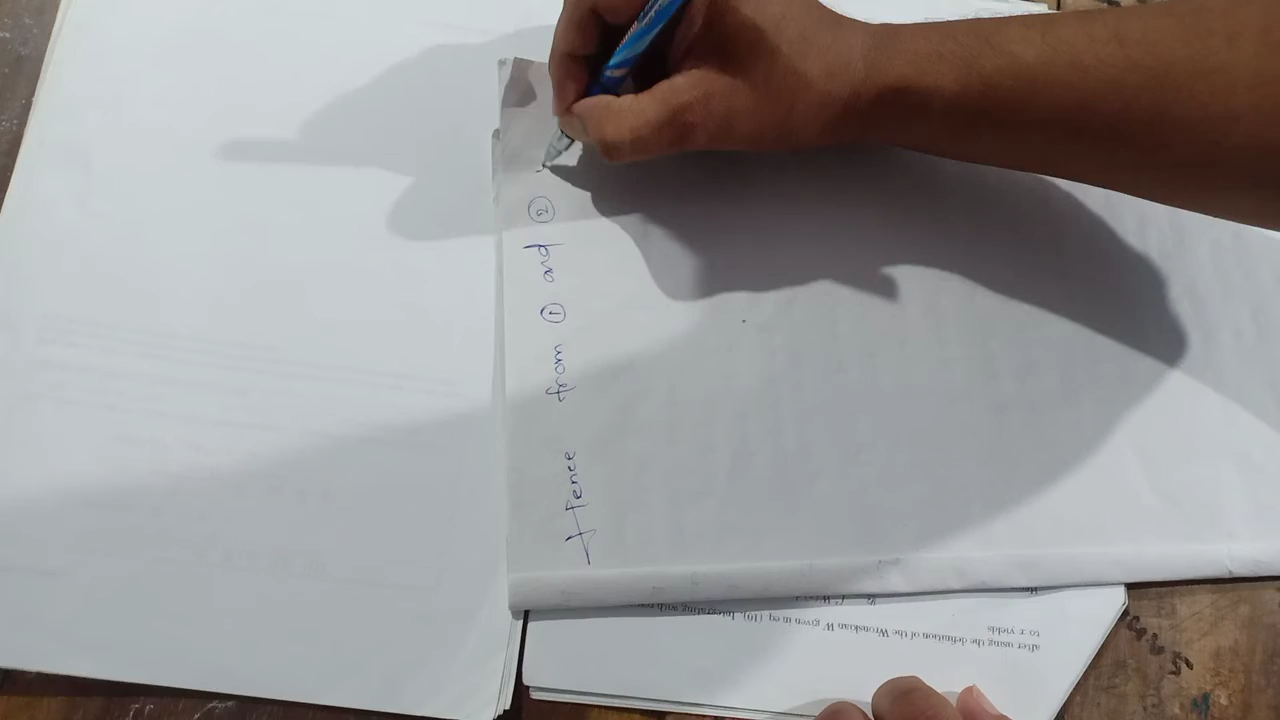 Hence from ① and ②
after using the definition of the Wronskian W given in eq. (10). Integrating with
to x yields